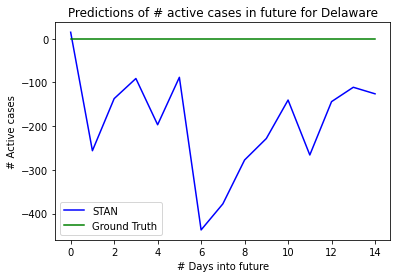 Predictions of # active cases in future for Delaware
0
−100
−200
−300
−400
# Active cases
STAN
Ground Truth
0 2 4 6 8 10 12 14
# Days into future